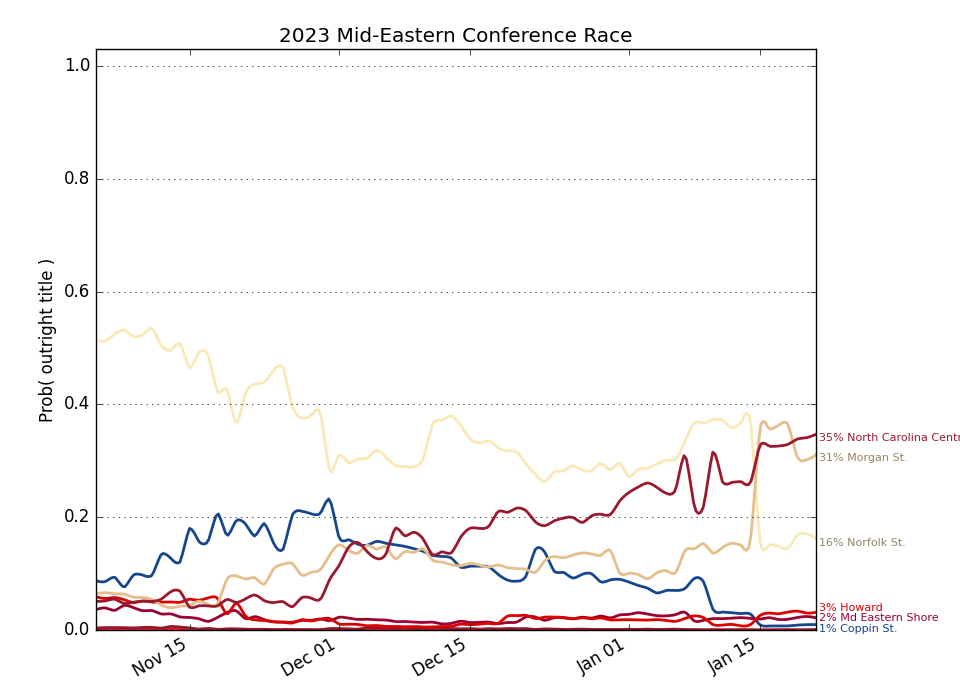 2023 Mid-Eastern Conference Race
1.0
0.8
0.6
0.4
0.2
0.0
Prob( outright title )
35% North Carolina Centr
31% Morgan St.
16% Norfolk St.
3% Howard
2% Md Eastern Shore
1% Coppin St.
Nov 15
Dec 01
Dec 15
Jan 01
Jan 15